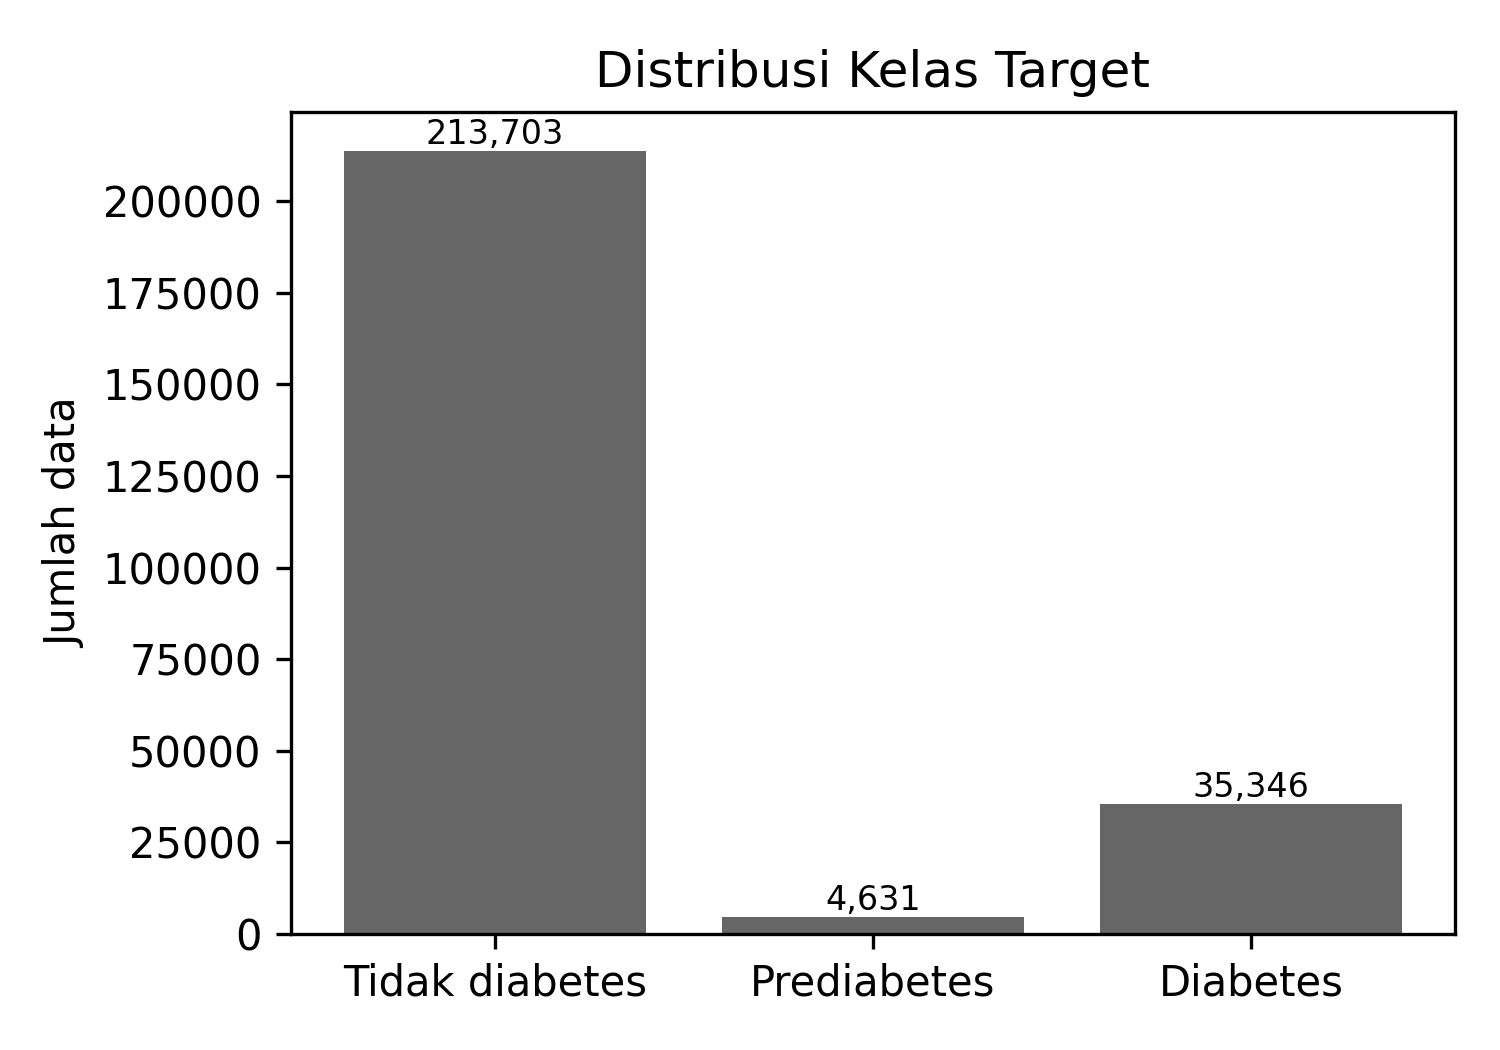 Distribusi Kelas Target
213,703
200000
175000
150000
125000
100000
75000
50000
25000
0
Jumlah data
4,631
35,346
Tidak diabetes
Prediabetes
Diabetes